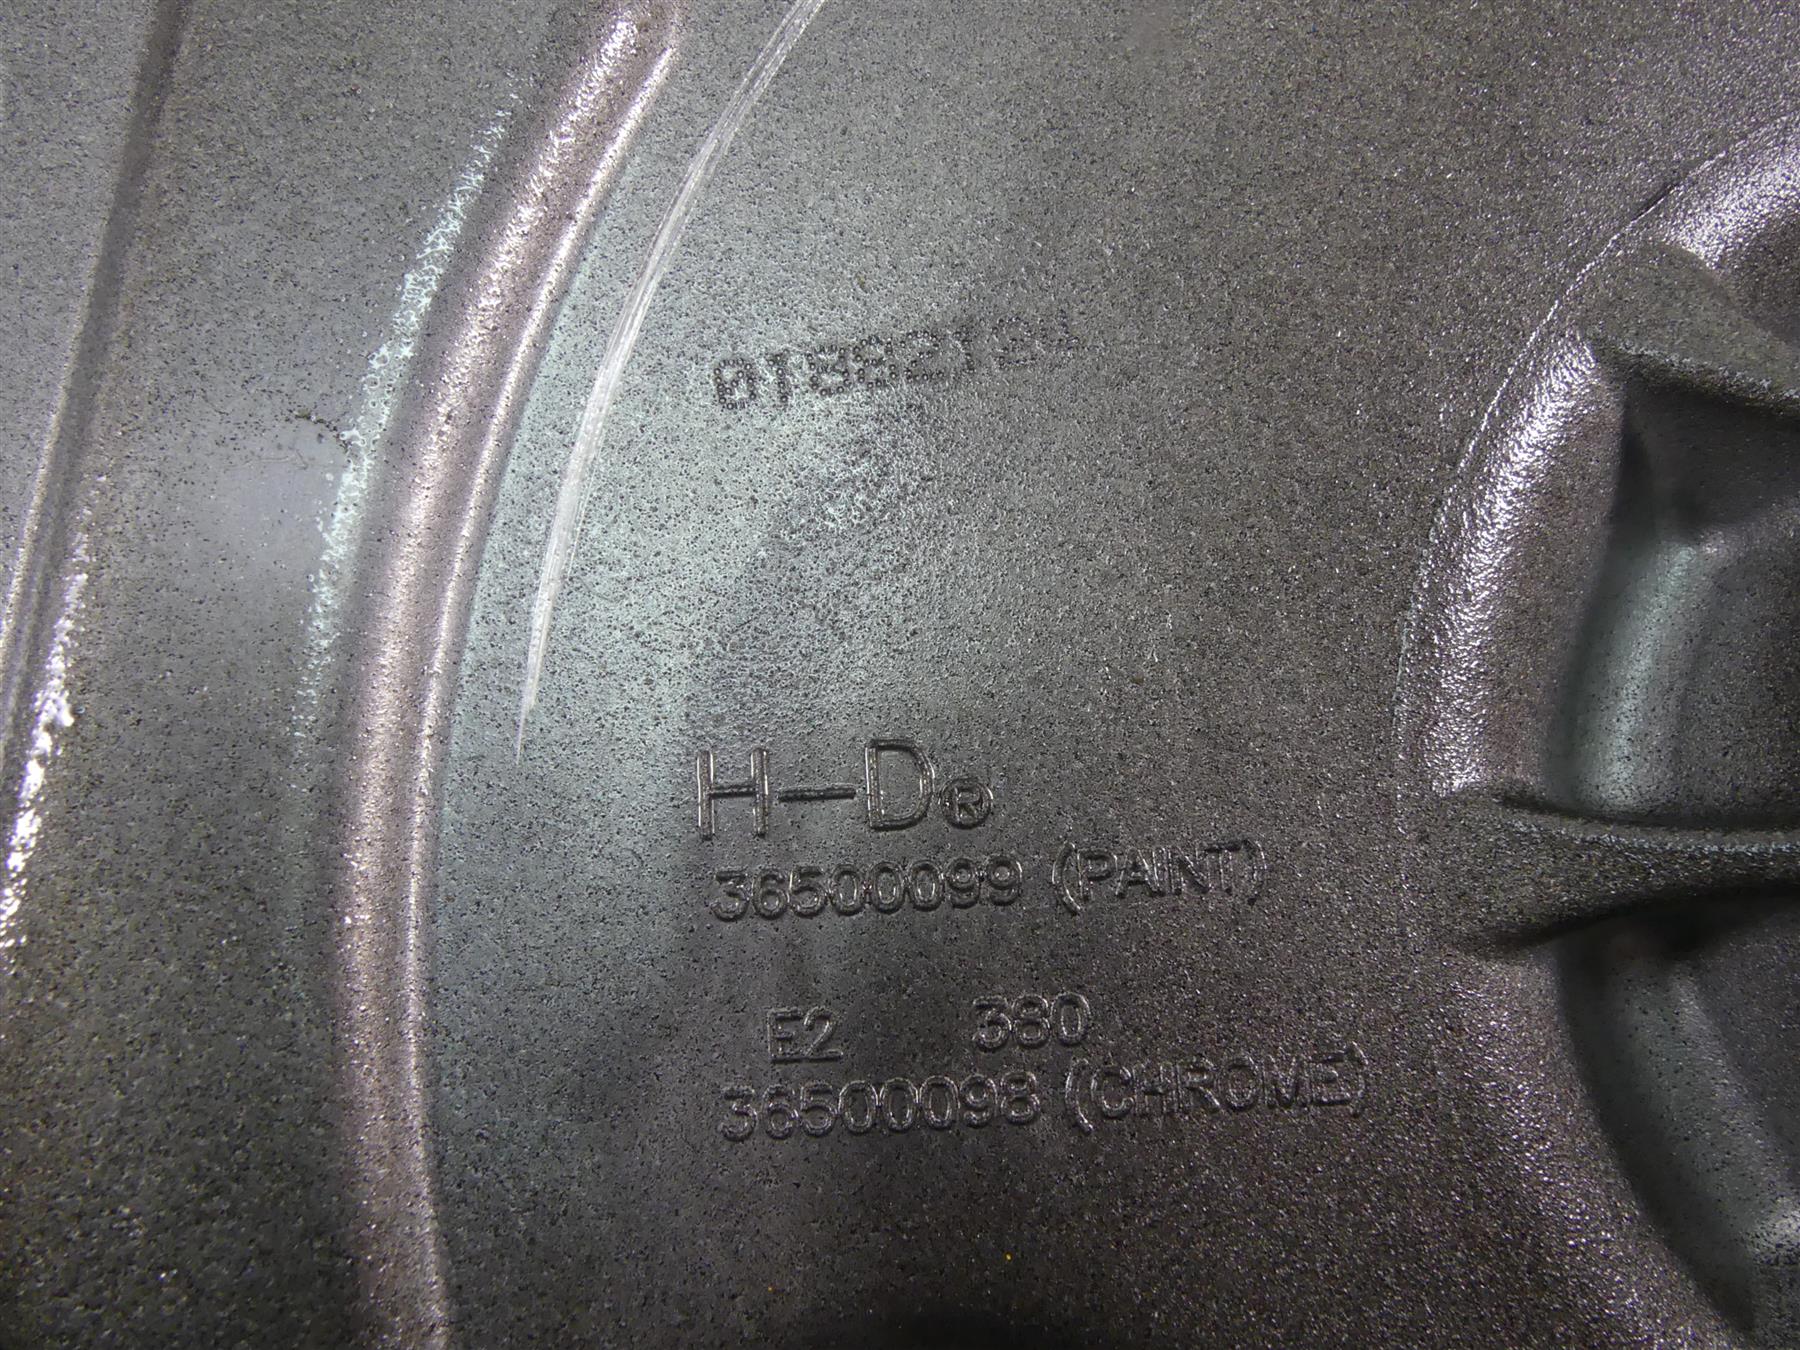 H-D®
36500099 (PAINT)
E2 380
36500098 (CHROME)